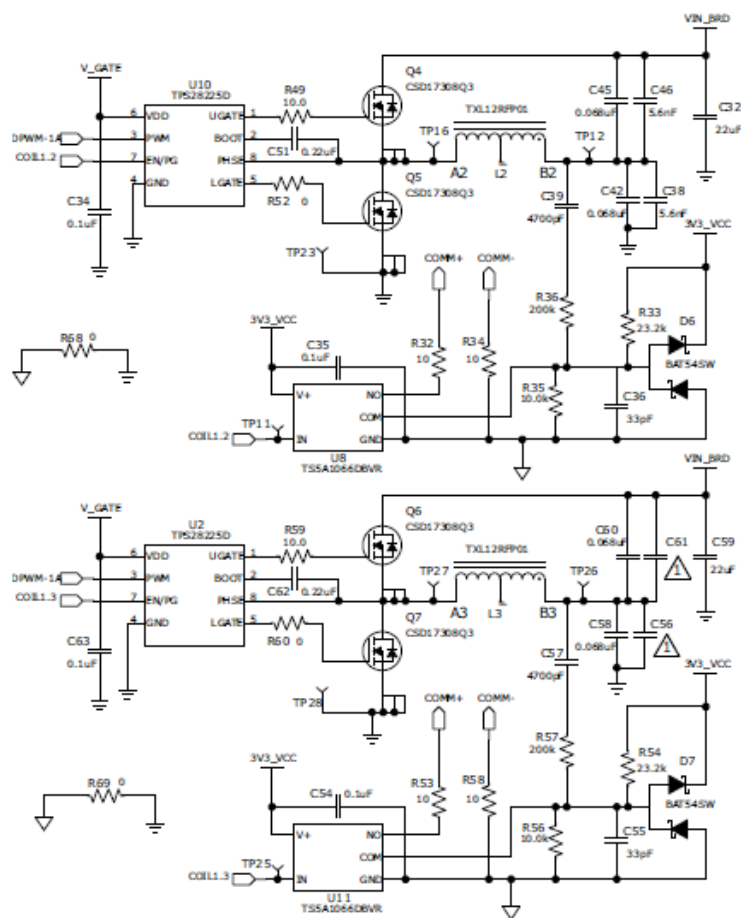 VIN_BRD
V_GATE
U10
TPS28225D
Q4
CSD17308Q3
R49
10.0
C45
0.068uF
C46
5.6nF
C32
22uF
TXL12RFP01
6 VDD UGATE 1
DPWM-1A 3 PWM BOOT 2
COIL1.2 7 EN/PG PHSE 8
4 GND LGATE 5
C51 0.22uF
TP16
TP12
A2 L2 B2
Q5
CSD17308Q3
R52 0
C34
0.1uF
C39
4700pF
C42
0.068uF
C38
5.6nF
TP23
COMM+
COMM-
3V3_VCC
R36
200k
R33
23.2k
D6
BAT54SW
3V3_VCC
R68 0
C35
0.1uF
R32
10
R34
10
R35
10.0k
C36
33pF
V+ NO
COM
IN GND
TP11
COIL1.2
U8
TS5A1066DBVR
VIN_BRD
V_GATE
U2
TPS28225D
Q6
CSD17308Q3
R59
10.0
C60
0.068uF
C61
1
C59
22uF
TXL12RFP01
6 VDD UGATE 1
DPWM-1A 3 PWM BOOT 2
COIL1.3 7 EN/PG PHSE 8
4 GND LGATE 5
C62 0.22uF
TP27
TP26
A3 L3 B3
Q7
CSD17308Q3
R60 0
C63
0.1uF
C57
4700pF
C58
0.068uF
C56
1
TP28
COMM+
COMM-
3V3_VCC
R57
200k
R54
23.2k
D7
BAT54SW
3V3_VCC
R69 0
C54
0.1uF
R53
10
R58
10
R56
10.0k
C55
33pF
V+ NO
COM
IN GND
TP25
COIL1.3
U11
TS5A1066DBVR